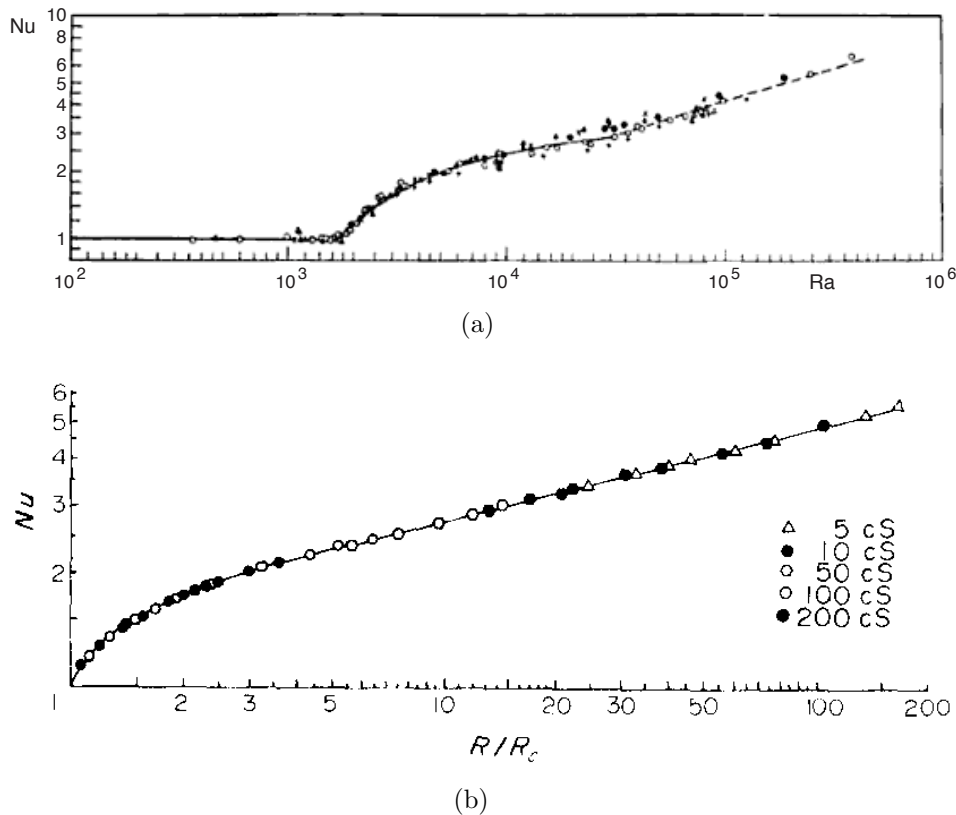 Nu
10
8
6
5
4
3
2
1
10² 10³ 10⁴ 10⁵ Ra 10⁶
(a)
6
5
4
3
2
Nu
△ 5 cS
● 10 cS
○ 50 cS
○ 100 cS
● 200 cS
1 2 3 5 10 20 30 50 100 200
R/R_c
(b)